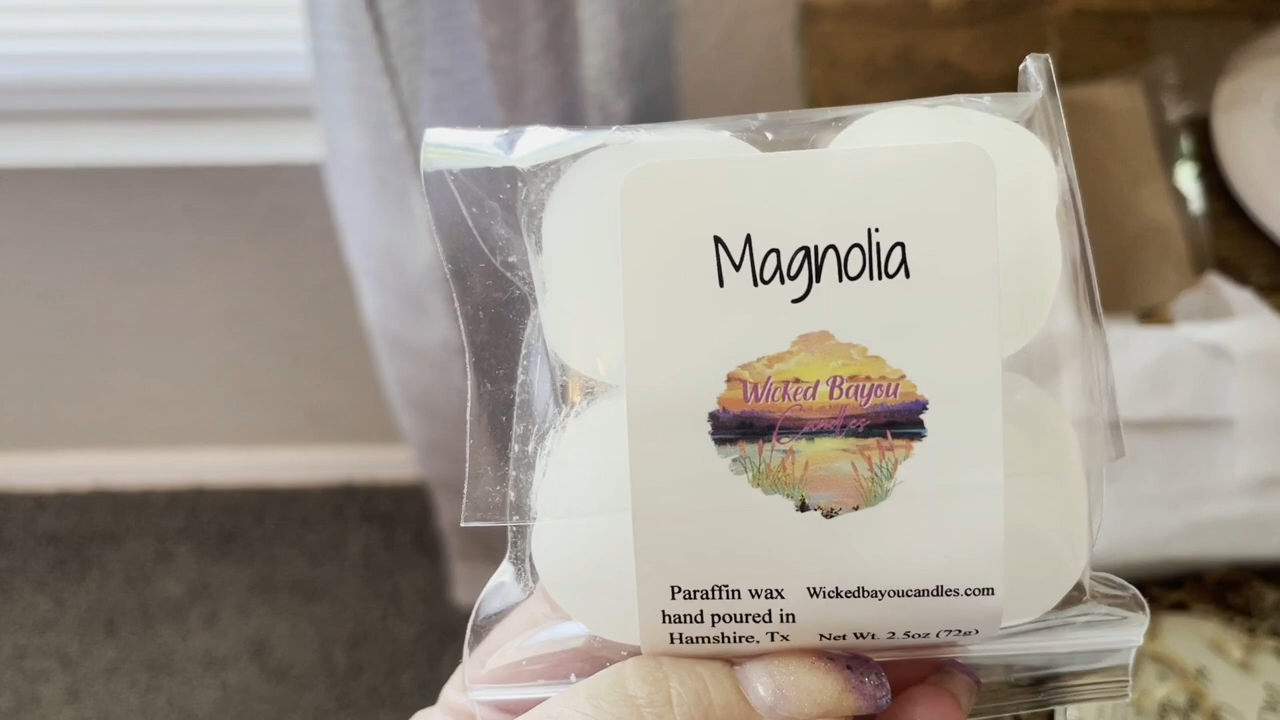 Magnolia
Wicked Bayou
Candles
Paraffin wax
hand poured in
Hamshire, Tx
Wickedbayoucandles.com
Net Wt. 2.5oz (72g)